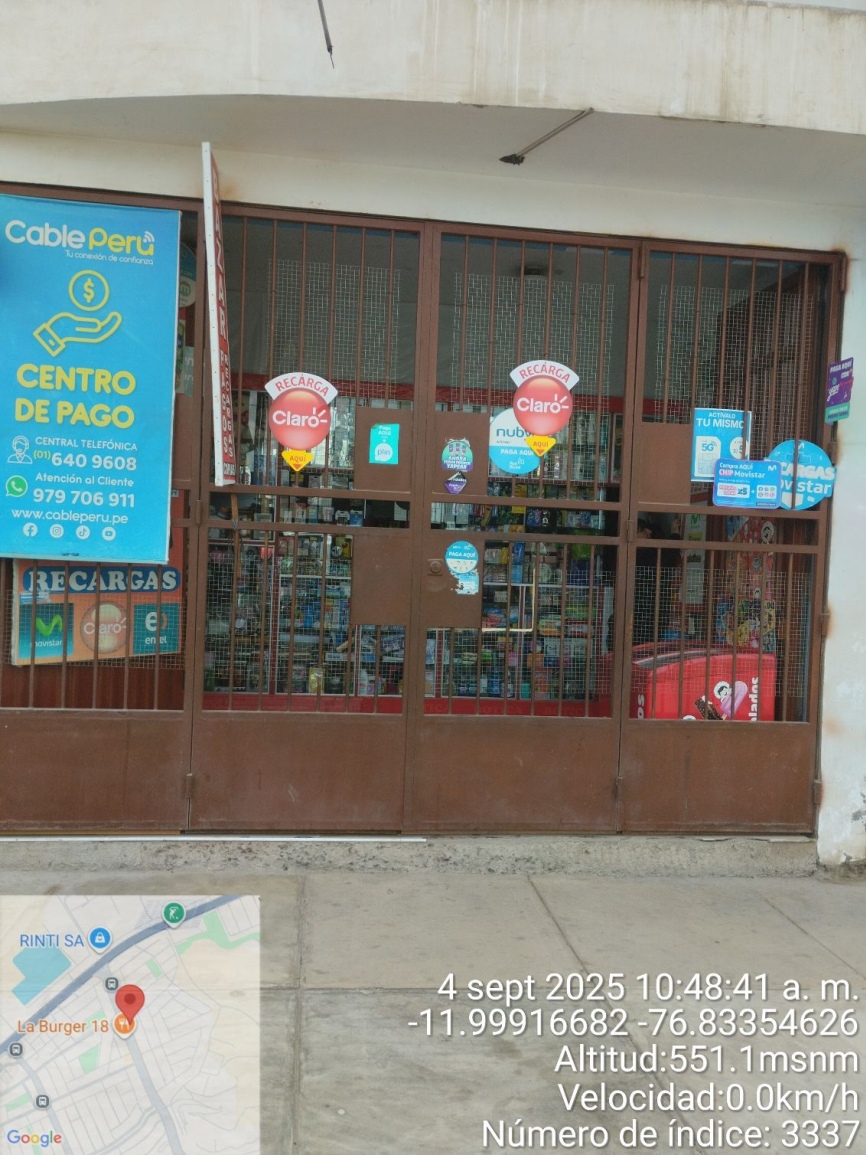 Cable Perú
Tu conexión de confianza
$
CENTRO
DE PAGO
CENTRAL TELEFÓNICA
(01) 640 9608
Atención al Cliente
979 706 911
www.cableperu.pe
RECARGAS
movistar
Claro
entel
RECARGA
Claro
Aquí
RECARGA
Claro
Aquí
PAGA AQUÍ
ACTÍVALO
TU MISMO
5G
Compra AQUÍ
CHIP Movistar
RECARGAS
movistar
PAGA AQUÍ
RINTI SA
La Burger 18
Google
4 sept 2025 10:48:41 a. m.
-11.99916682 -76.83354626
Altitud:551.1msnm
Velocidad:0.0km/h
Número de índice: 3337